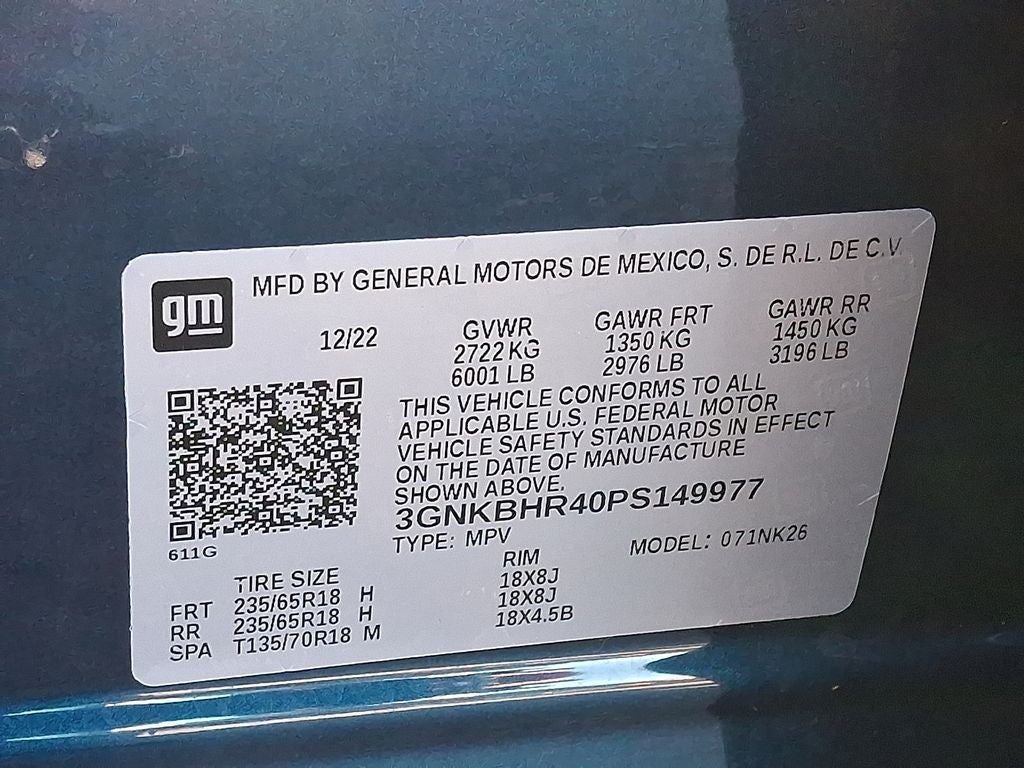 gm
MFD BY GENERAL MOTORS DE MEXICO, S. DE R.L. DE C.V.
12/22
GVWR
2722 KG
6001 LB
GAWR FRT
1350 KG
2976 LB
GAWR RR
1450 KG
3196 LB
THIS VEHICLE CONFORMS TO ALL
APPLICABLE U.S. FEDERAL MOTOR
VEHICLE SAFETY STANDARDS IN EFFECT
ON THE DATE OF MANUFACTURE
SHOWN ABOVE.
3GNKBHR40PS149977
TYPE: MPV MODEL: 071NK26
611G
TIRE SIZE RIM
FRT 235/65R18 H 18X8J
RR 235/65R18 H 18X8J
SPA T135/70R18 M 18X4.5B